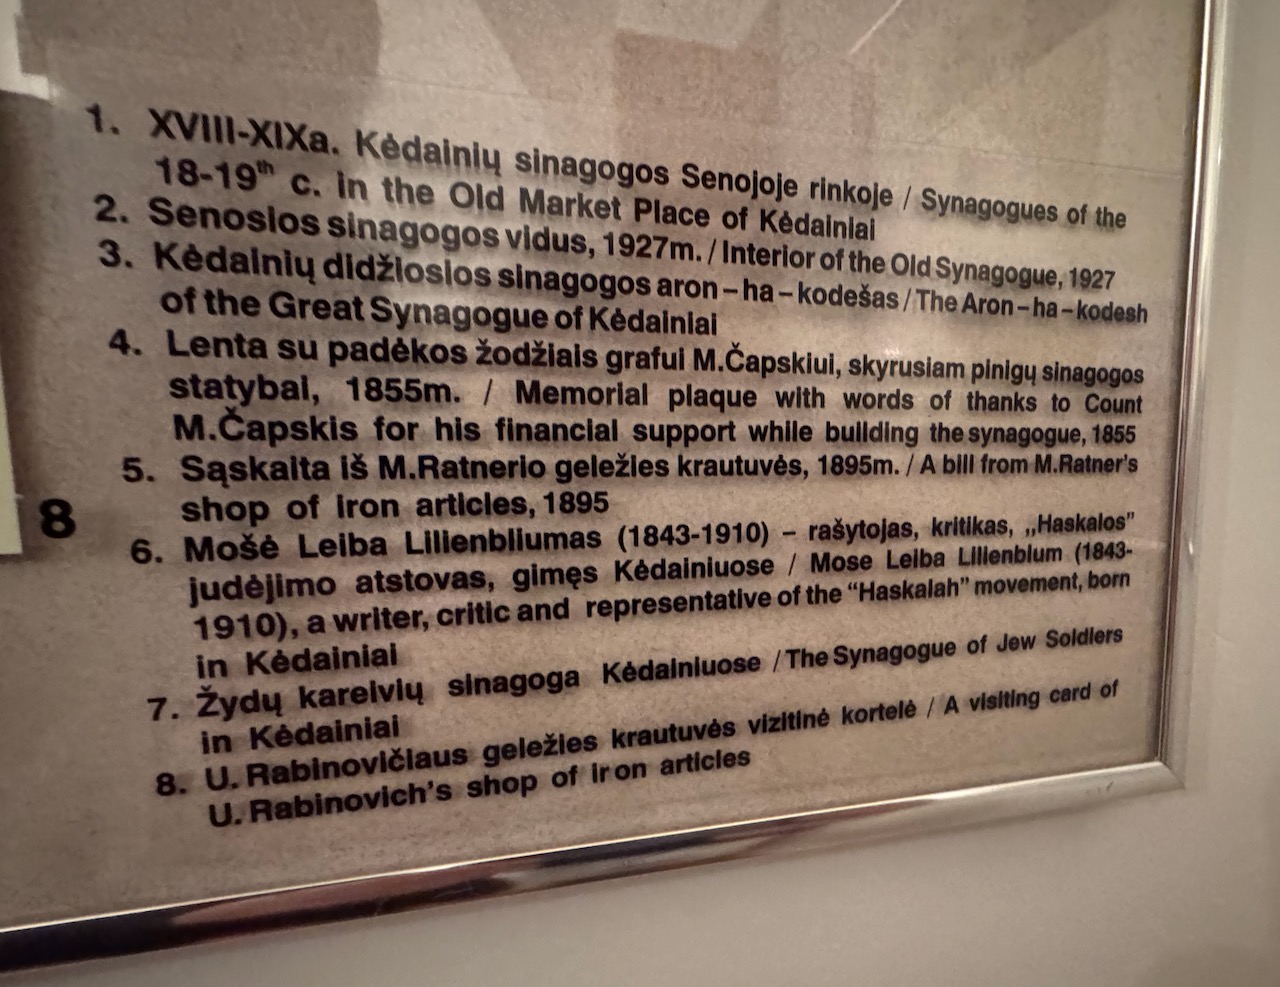 1. XVIII-XIXa. Kėdainių sinagogos Senojoje rinkoje / Synagogues of the
18-19th c. in the Old Market Place of Kėdainiai
2. Senosios sinagogos vidus, 1927m. / Interior of the Old Synagogue, 1927
3. Kėdainių didžiosios sinagogos aron–ha–kodešas / The Aron–ha–kodesh
of the Great Synagogue of Kėdainiai
4. Lenta su padėkos žodžiais grafui M.Čapskiui, skyrusiam pinigų sinagogos
statybai, 1855m. / Memorial plaque with words of thanks to Count
M.Čapskis for his financial support while building the synagogue, 1855
5. Sąskaita iš M.Ratnerio geležies krautuvės, 1895m. / A bill from M.Ratner's
shop of iron articles, 1895
8
6. Mošė Leiba Lilienbliumas (1843-1910) – rašytojas, kritikas, „Haskalos”
judėjimo atstovas, gimęs Kėdainiuose / Mose Leiba Lilienblum (1843-
1910), a writer, critic and representative of the “Haskalah” movement, born
in Kėdainiai
7. Žydų kareivių sinagoga Kėdainiuose / The Synagogue of Jew Soldiers
in Kėdainiai
8. U. Rabinovičiaus geležies krautuvės vizitinė kortelė / A visiting card of
U. Rabinovich's shop of iron articles